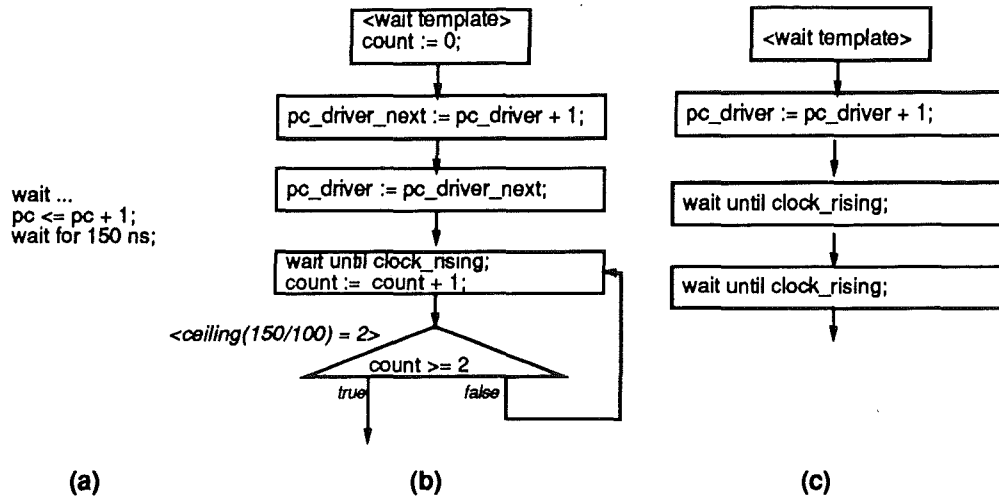 wait ...
pc <= pc + 1;
wait for 150 ns;
(a)
<wait template>
count := 0;
pc_driver_next := pc_driver + 1;
pc_driver := pc_driver_next;
wait until clock_rising;
count := count + 1;
<ceiling(150/100) = 2>
count >= 2
true
false
(b)
<wait template>
pc_driver := pc_driver + 1;
wait until clock_rising;
wait until clock_rising;
(c)